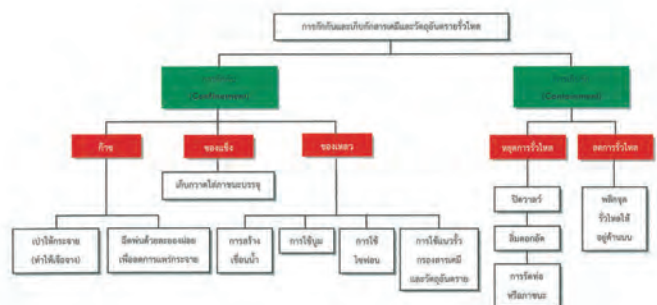 การกักกันและเก็บกักสารเคมีและวัตถุอันตรายรั่วไหล
(Confinement)
(Containment)
ก๊าซ
ของแข็ง
ของเหลว
หยุดการรั่วไหล
ลดการรั่วไหล
เก็บกวาดใส่ภาชนะบรรจุ
ปิดวาลว์
พลิกจุด
รั่วไหลให้
อยู่ด้านบน
เป่าให้กระจาย
(ทำให้เจือจาง)
ฉีดพ่นด้วยละอองฝอย
เพื่อลดการแพร่กระจาย
การสร้าง
เขื่อนน้ำ
การใช้บูม
การใช้
ไซฟอน
การใช้แนวรั้ว
กรองสารเคมี
และวัตถุอันตราย
ลิ่มตอกอัด
การรัดท่อ
หรือภาชนะ